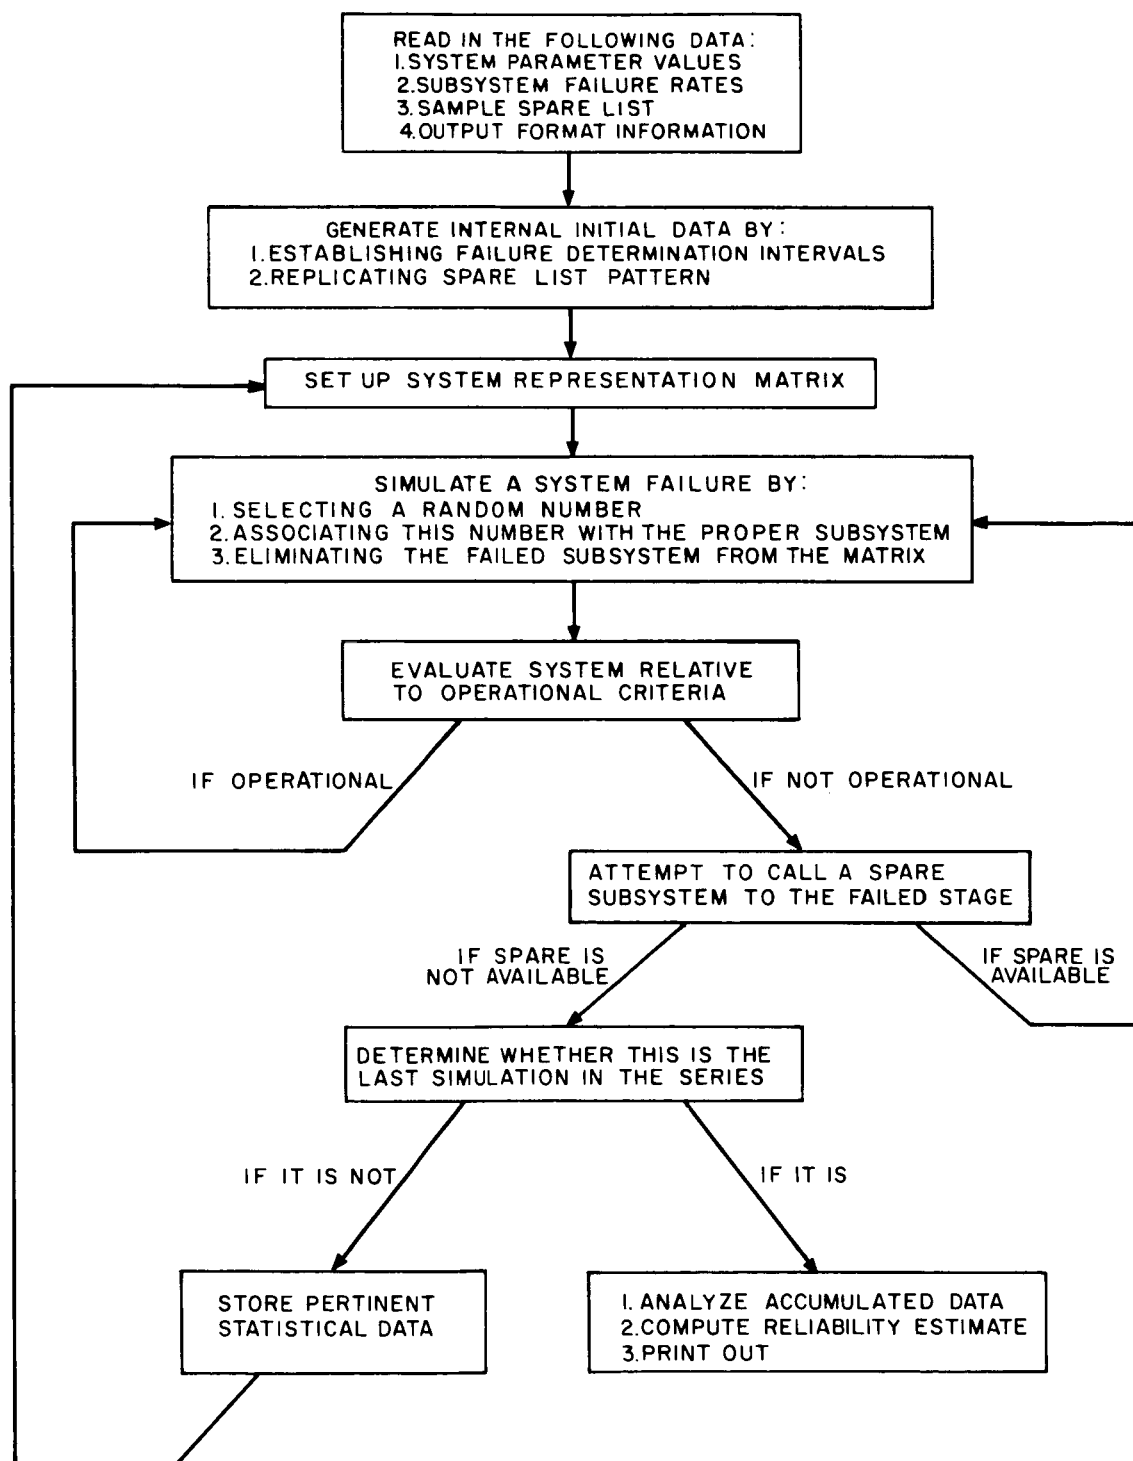 READ IN THE FOLLOWING DATA:
1.SYSTEM PARAMETER VALUES
2.SUBSYSTEM FAILURE RATES
3.SAMPLE SPARE LIST
4.OUTPUT FORMAT INFORMATION
GENERATE INTERNAL INITIAL DATA BY:
1.ESTABLISHING FAILURE DETERMINATION INTERVALS
2.REPLICATING SPARE LIST PATTERN
SET UP SYSTEM REPRESENTATION MATRIX
SIMULATE A SYSTEM FAILURE BY:
1. SELECTING A RANDOM NUMBER
2.ASSOCIATING THIS NUMBER WITH THE PROPER SUBSYSTEM
3.ELIMINATING THE FAILED SUBSYSTEM FROM THE MATRIX
EVALUATE SYSTEM RELATIVE
TO OPERATIONAL CRITERIA
IF OPERATIONAL
IF NOT OPERATIONAL
ATTEMPT TO CALL A SPARE
SUBSYSTEM TO THE FAILED STAGE
IF SPARE IS
NOT AVAILABLE
IF SPARE IS
AVAILABLE
DETERMINE WHETHER THIS IS THE
LAST SIMULATION IN THE SERIES
IF IT IS NOT
IF IT IS
STORE PERTINENT
STATISTICAL DATA
1. ANALYZE ACCUMULATED DATA
2.COMPUTE RELIABILITY ESTIMATE
3.PRINT OUT